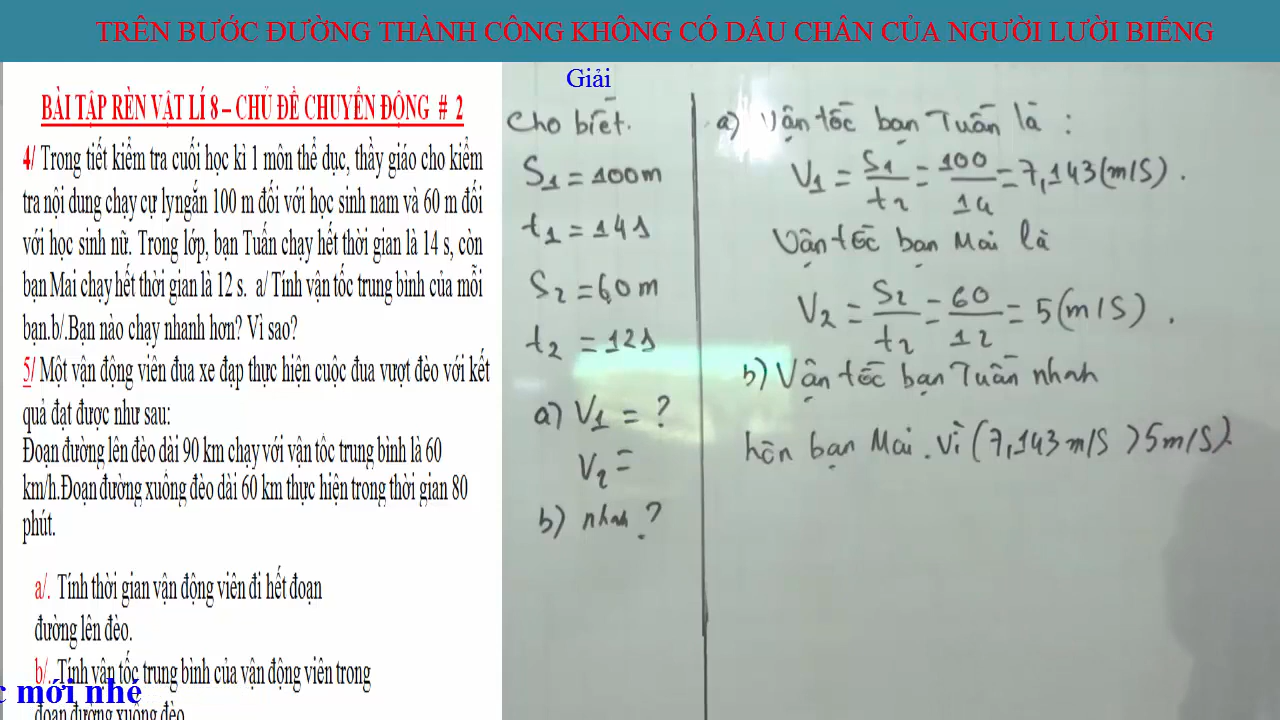 TRÊN BƯỚC ĐƯỜNG THÀNH CÔNG KHÔNG CÓ DẤU CHÂN CỦA NGƯỜI LƯỜI BIẾNG
BÀI TẬP RÈN VẬT LÍ 8 – CHỦ ĐỀ CHUYỂN ĐỘNG # 2
4/ Trong tiết kiểm tra cuối học kì 1 môn thể dục, thầy giáo cho kiểm
tra nội dung chạy cự lyngắn 100 m đối với học sinh nam và 60 m đối
với học sinh nữ. Trong lớp, bạn Tuấn chạy hết thời gian là 14 s, còn
bạn Mai chạy hết thời gian là 12 s. a/ Tính vận tốc trung bình của mỗi
bạn.b/.Bạn nào chạy nhanh hơn? Vì sao?
5/ Một vận động viên đua xe đạp thực hiện cuộc đua vượt đèo với kết
quả đạt được như sau:
Đoạn đường lên đèo dài 90 km chạy với vận tốc trung bình là 60
km/h.Đoạn đường xuống đèo dài 60 km thực hiện trong thời gian 80
phút.
a/. Tính thời gian vận động viên đi hết đoạn
đường lên đèo.
b/. Tính vận tốc trung bình của vận động viên trong
đoạn đường xuống đèo
c mới nhé
Giải
Cho biết.
S1 = 100m
t1 = 14s
S2 = 60m
t2 = 12s
a) V1 = ?
V2 =
b) nhanh ?
a) Vận tốc bạn Tuấn là :
V1 = S1/t2 = 100/14 = 7,143(m/s) .
Vận tốc bạn Mai là
V2 = S2/t2 = 60/12 = 5(m/s) .
b) Vận tốc bạn Tuấn nhanh
hơn bạn Mai. Vì (7,143m/s > 5m/s).